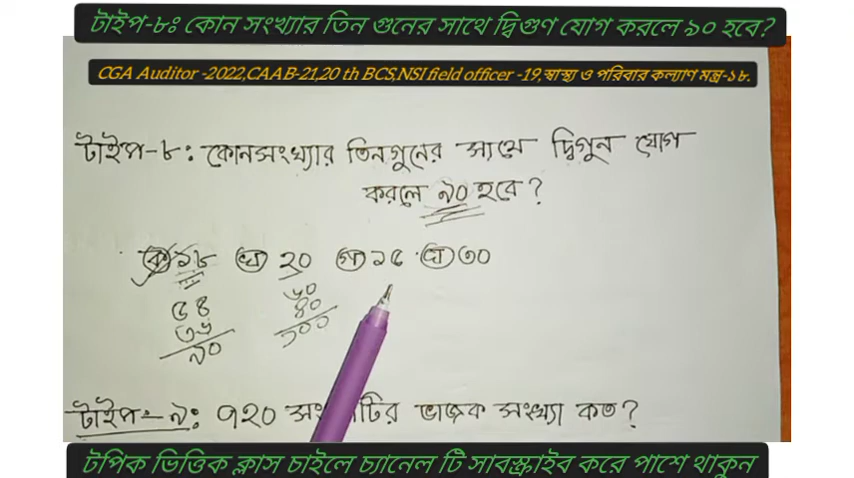 টাইপ-৮ঃ কোন সংখ্যার তিন গুনের সাথে দ্বিগুণ যোগ করলে ৯০ হবে?
CGA Auditor -2022,CAAB-21,20 th BCS,NSI field officer -19,স্বাস্থ্য ও পরিবার কল্যাণ মন্ত্র-১৮.
টাইপ-৮: কোনসংখ্যার তিনগুনের সাথে দ্বিগুন যোগ
করলে ৯০ হবে?
ক ১৮ খ ২০ গ ১৫ ঘ ৩০
৫৪ ৬০
৩৬ ৪০
৯০ ১০০
টাইপ-৯: ৭২০ সং টির ভাজক সংখ্যা কত?
টপিক ভিত্তিক ক্লাস চাইলে চ্যানেল টি সাবস্ক্রাইব করে পাশে থাকুন